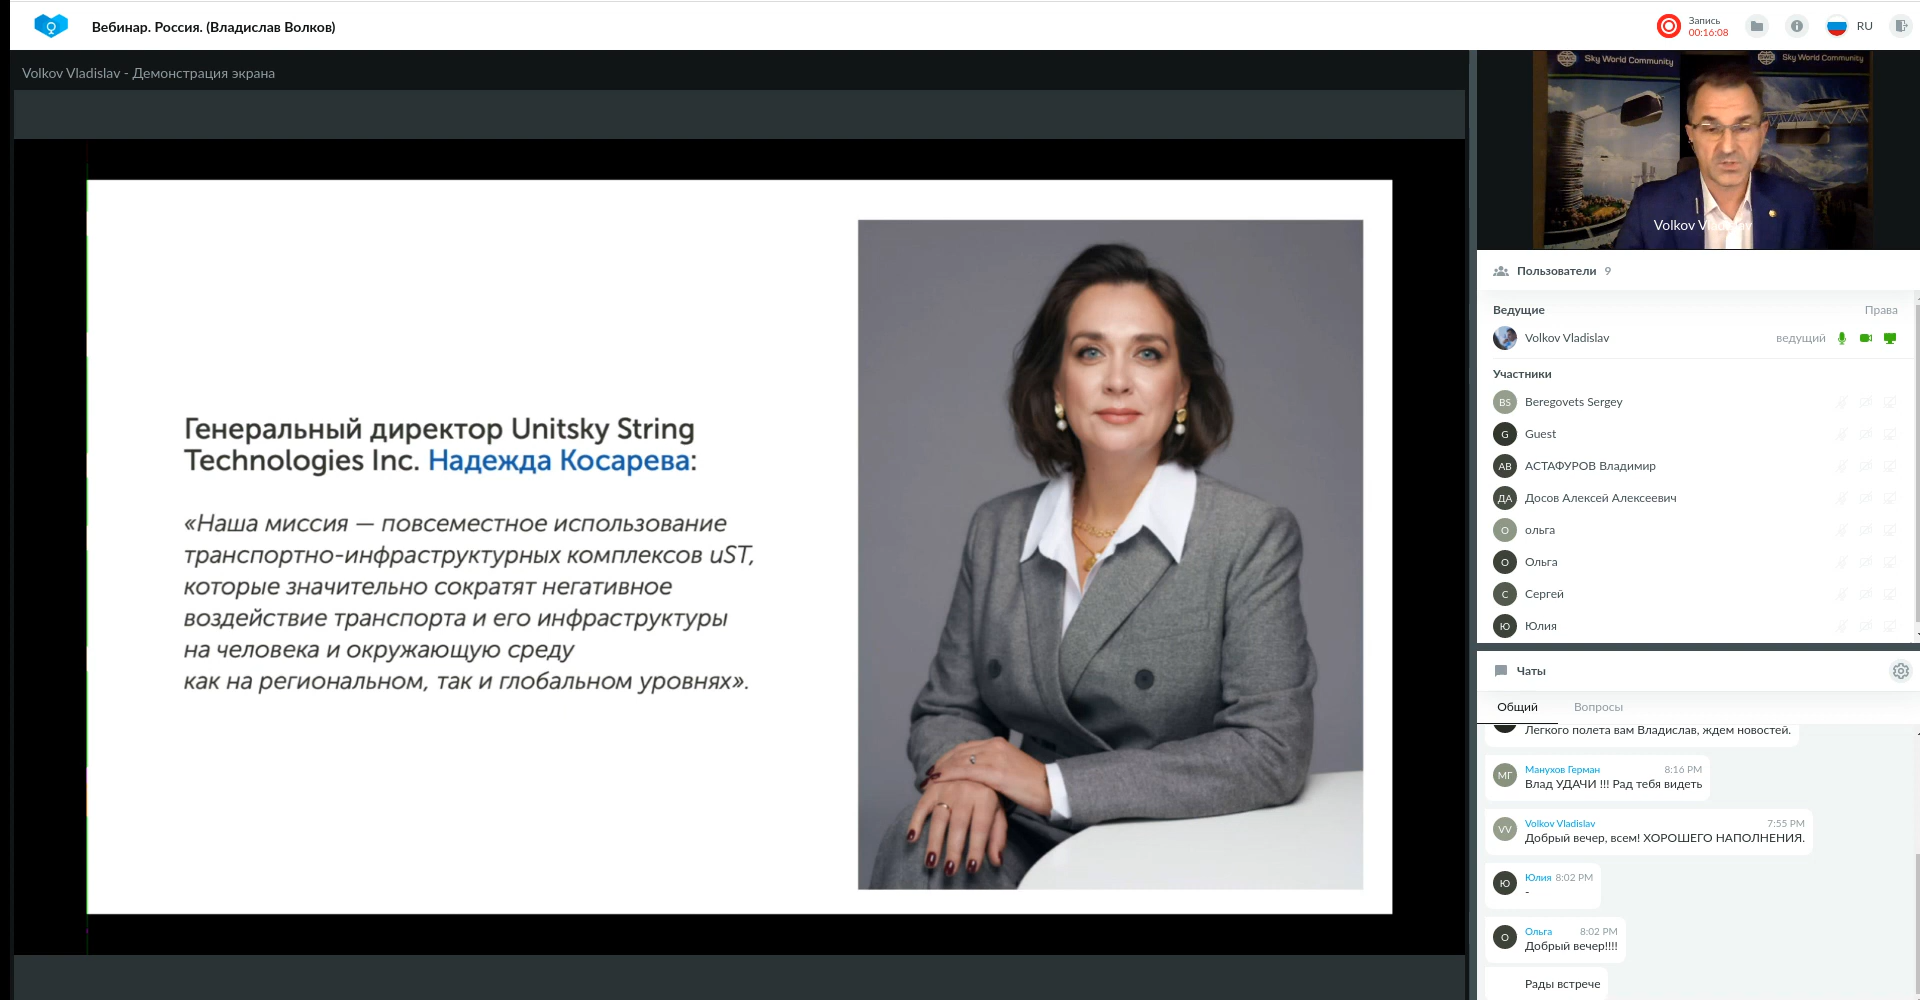 Вебинар. Россия. (Владислав Волков)
Запись
00:16:08
RU
Volkov Vladislav - Демонстрация экрана
Генеральный директор Unitsky String
Technologies Inc. Надежда Косарева:
«Наша миссия — повсеместное использование
транспортно-инфраструктурных комплексов uST,
которые значительно сократят негативное
воздействие транспорта и его инфраструктуры
на человека и окружающую среду
как на региональном, так и глобальном уровнях».
Sky World Community
Sky World Community
Volkov Vladislav
Пользователи 9
Ведущие Права
Volkov Vladislav ведущий
Участники
BS Beregovets Sergey
G Guest
АВ АСТАФУРОВ Владимир
ДА Досов Алексей Алексеевич
О ольга
О Ольга
С Сергей
Ю Юлия
Чаты
Общий Вопросы
Легкого полета вам Владислав, ждем новостей.
МГ Манухов Герман 8:16 PM
Влад УДАЧИ !!! Рад тебя видеть
VV Volkov Vladislav 7:55 PM
Добрый вечер, всем! ХОРОШЕГО НАПОЛНЕНИЯ.
Ю Юлия 8:02 PM
-
О Ольга 8:02 PM
Добрый вечер!!!!
Рады встрече